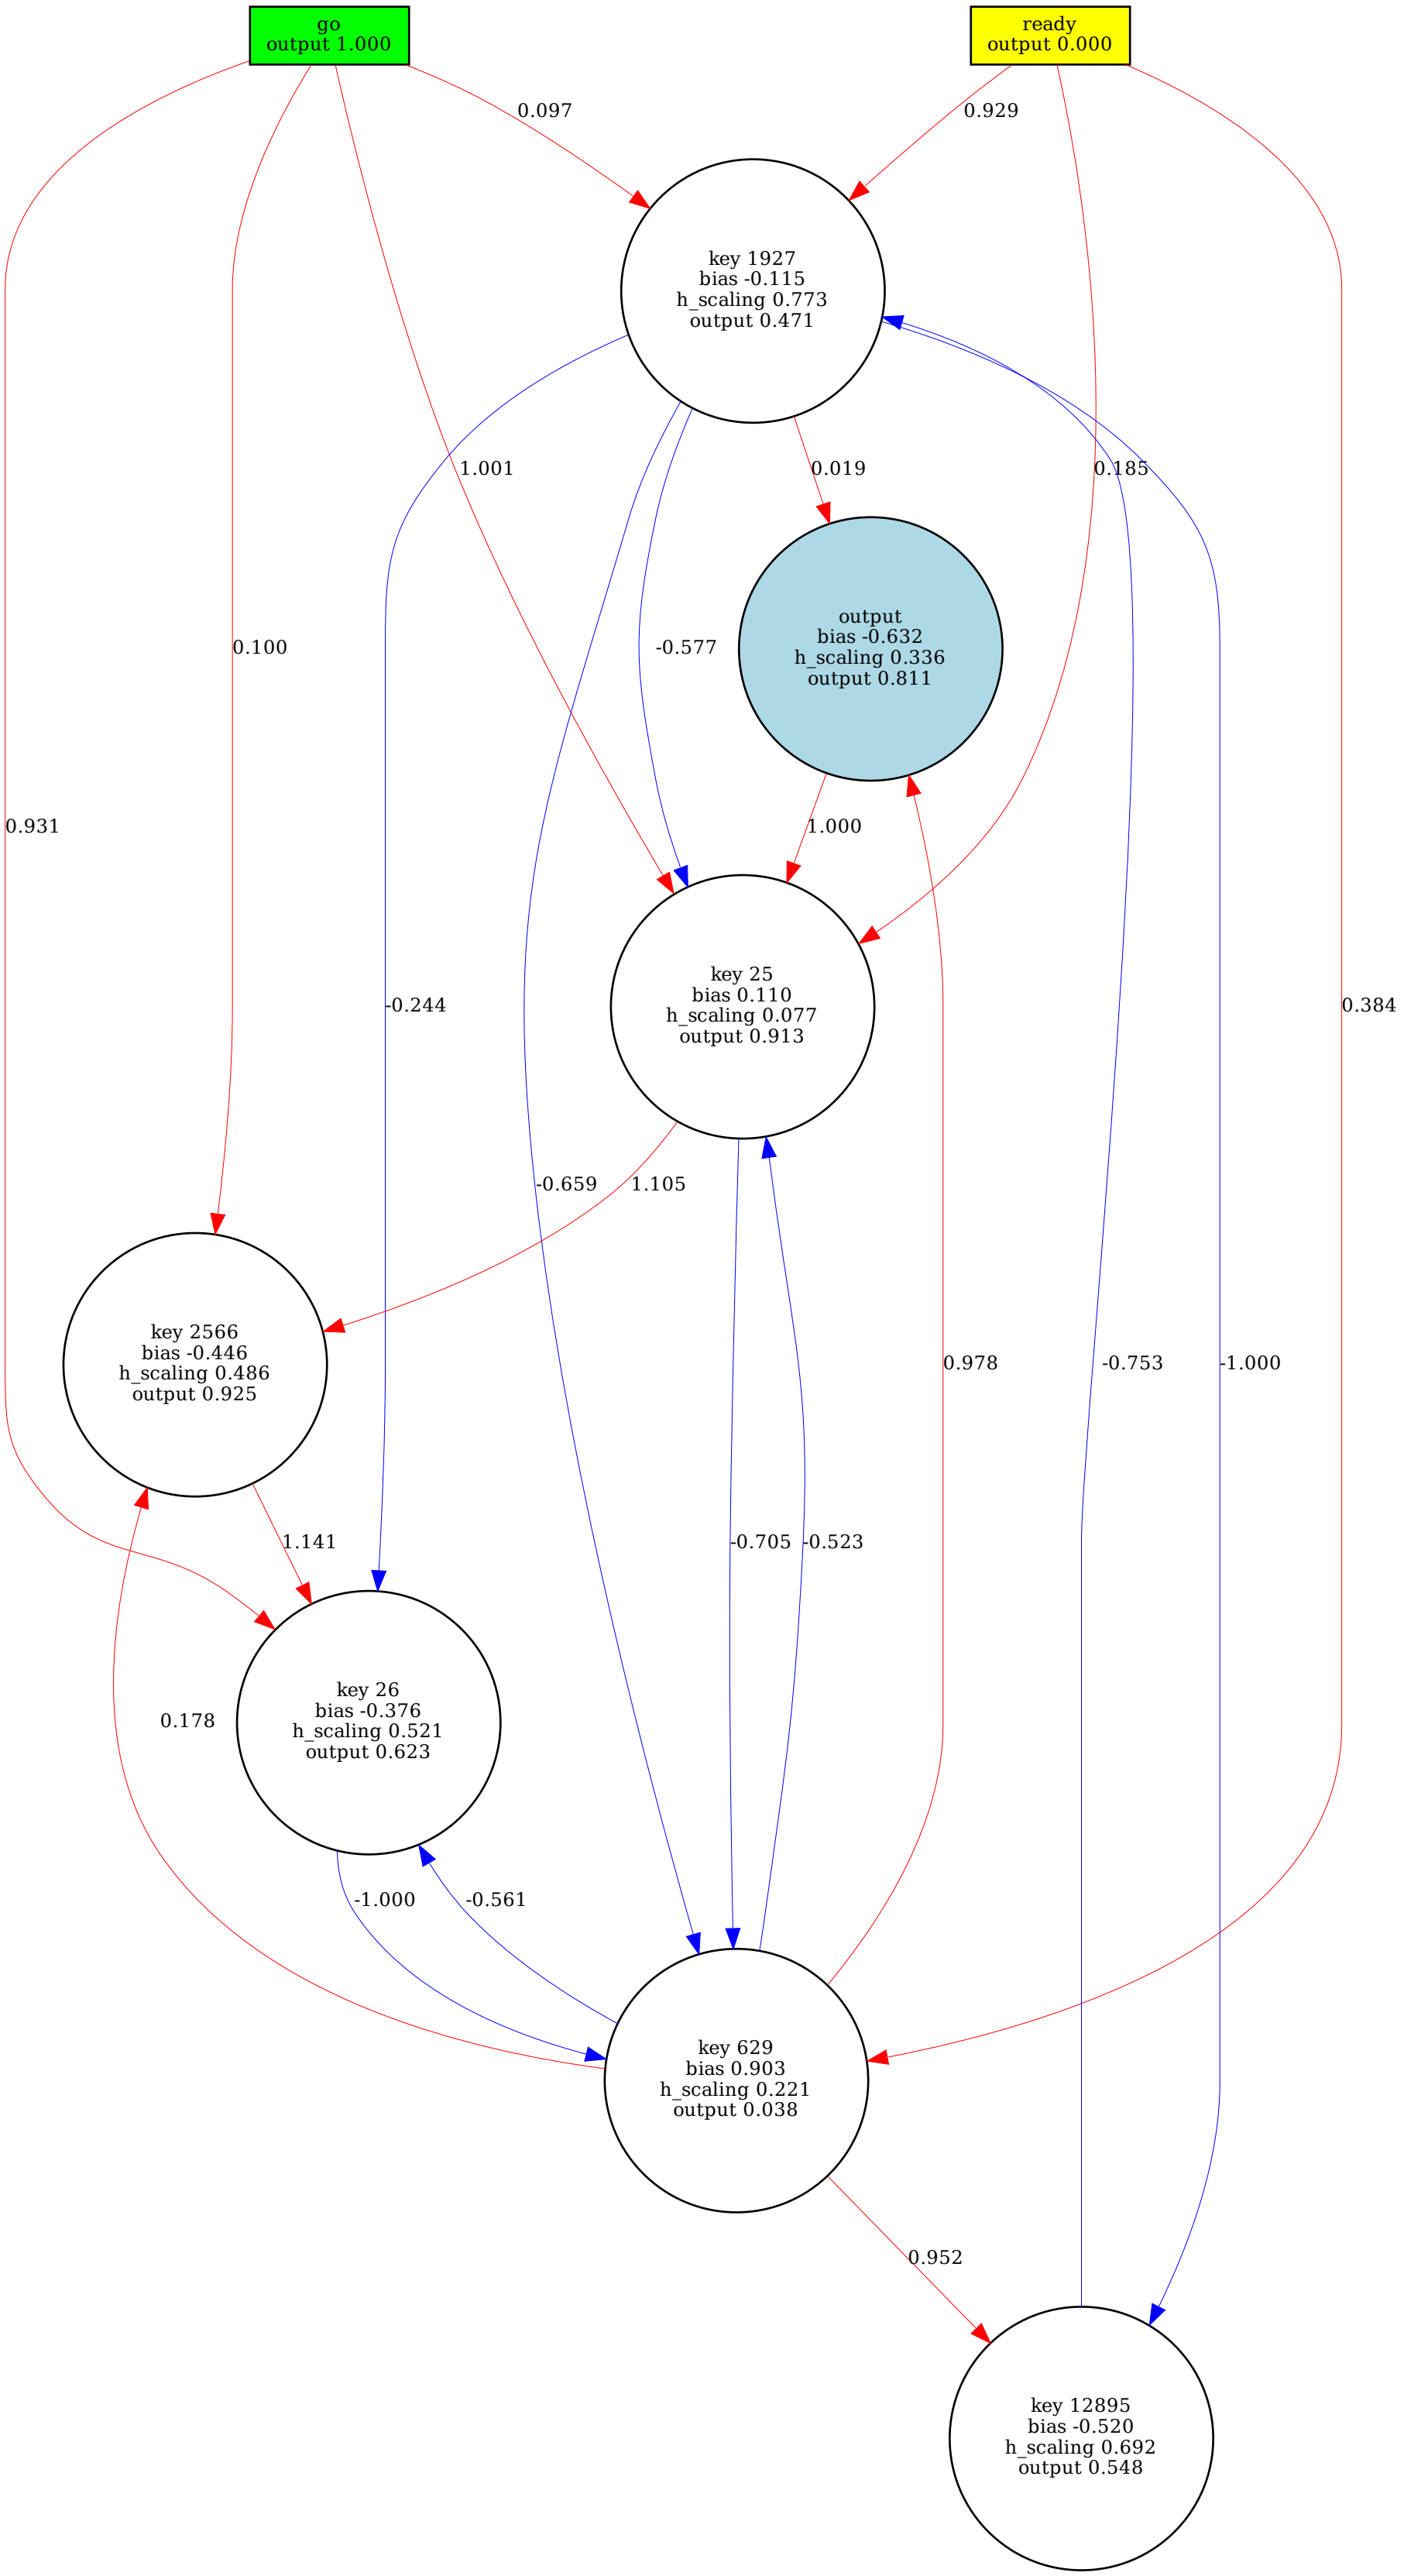 go
output 1.000
ready
output 0.000
0.097
0.929
key 1927
bias -0.115
h_scaling 0.773
output 0.471
1.001
0.019
0.185
0.100
-0.577
output
bias -0.632
h_scaling 0.336
output 0.811
0.931
1.000
-0.244
key 25
bias 0.110
h_scaling 0.077
output 0.913
0.384
-0.659
1.105
key 2566
bias -0.446
h_scaling 0.486
output 0.925
0.978
-0.753
-1.000
1.141
-0.705
-0.523
0.178
key 26
bias -0.376
h_scaling 0.521
output 0.623
-1.000
-0.561
key 629
bias 0.903
h_scaling 0.221
output 0.038
0.952
key 12895
bias -0.520
h_scaling 0.692
output 0.548